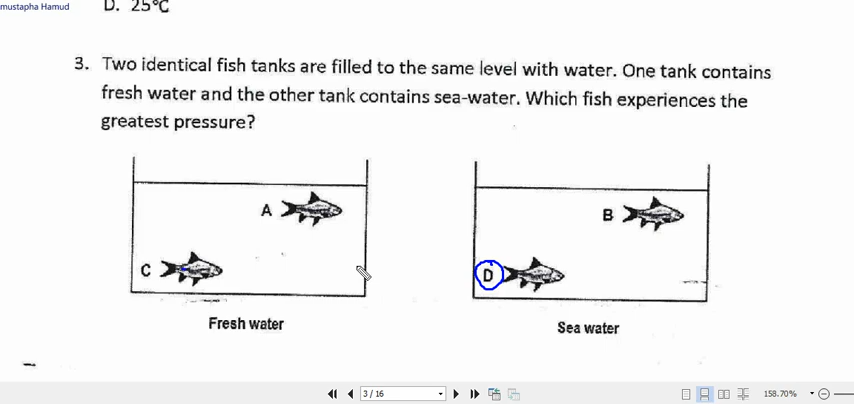 mustapha Hamud
D. 25°C
3. Two identical fish tanks are filled to the same level with water. One tank contains
fresh water and the other tank contains sea-water. Which fish experiences the
greatest pressure?
A
B
C
D
Fresh water
Sea water
3 / 16
158.70%